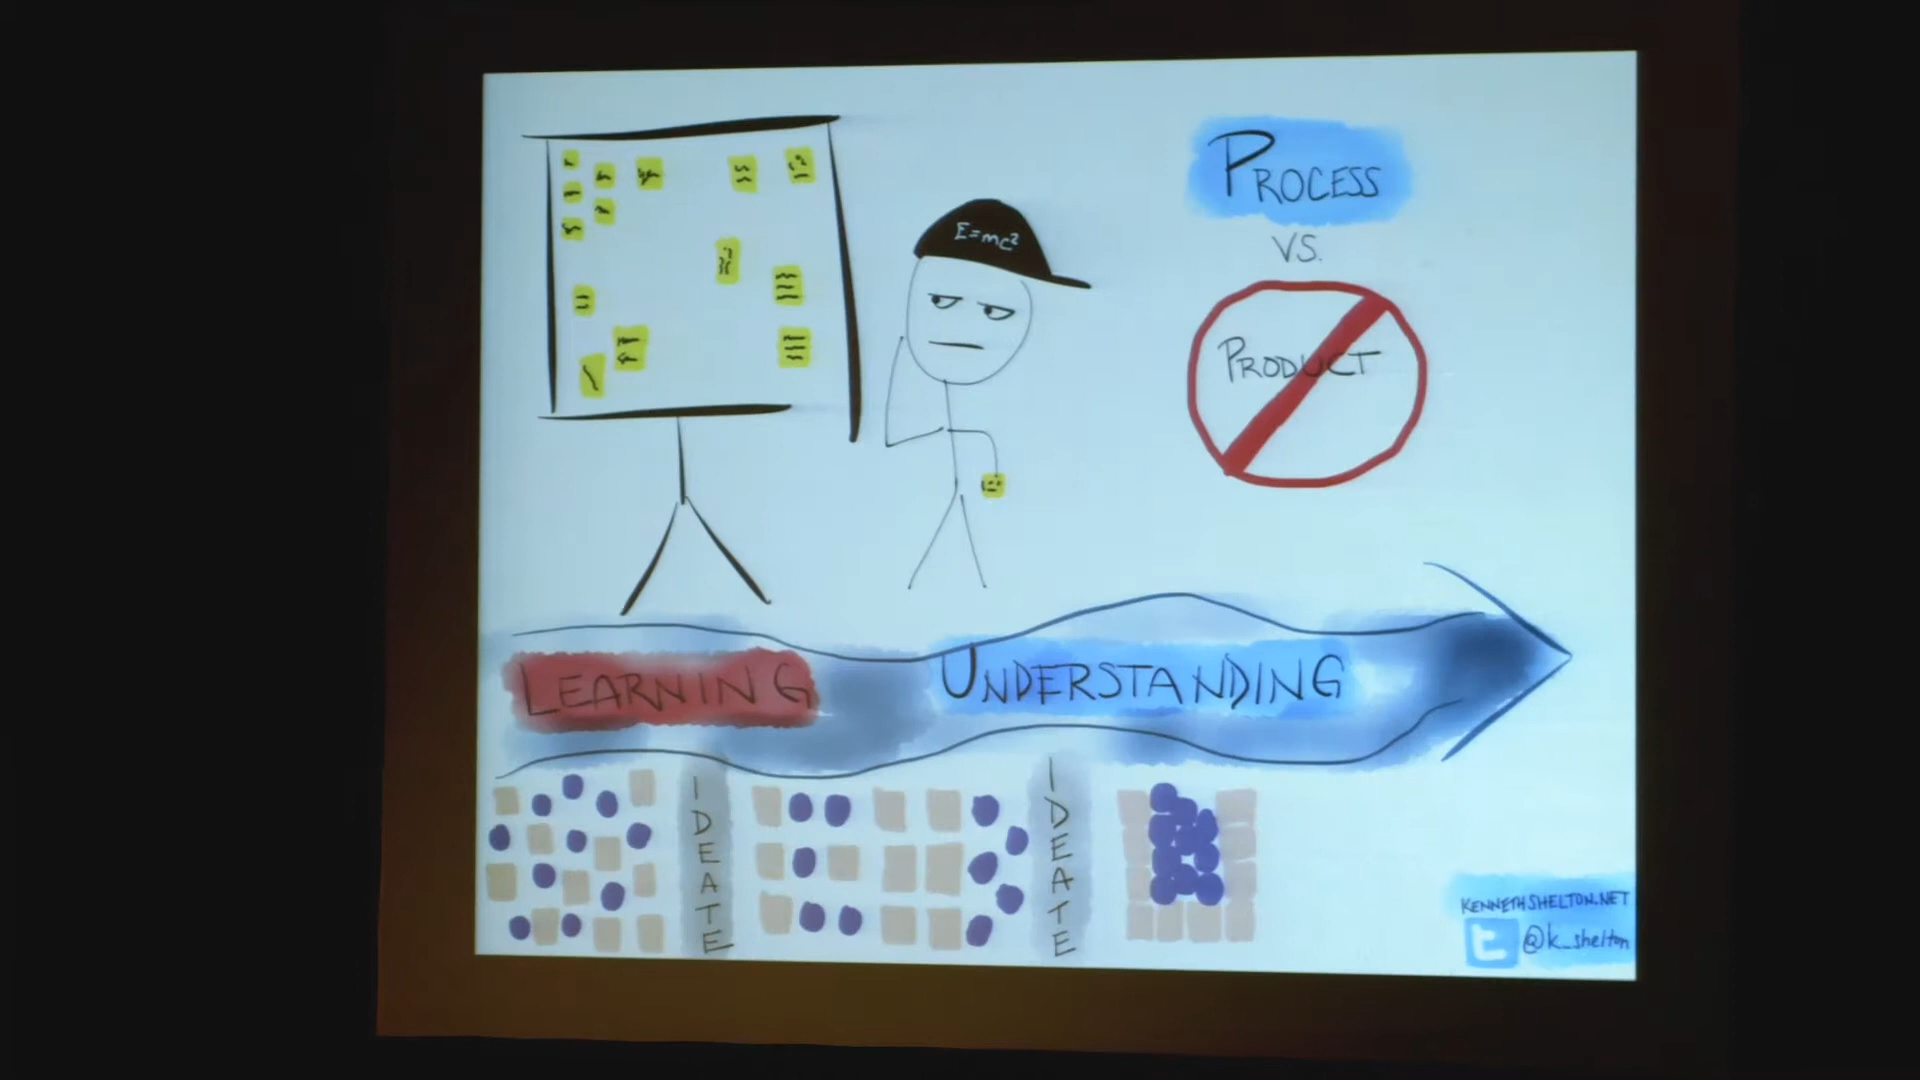 E=mc²
PROCESS
VS.
PRODUCT
LEARNING
UNDERSTANDING
IDEATE
IDEATE
KENNETHSHELTON.NET
@k_shelton